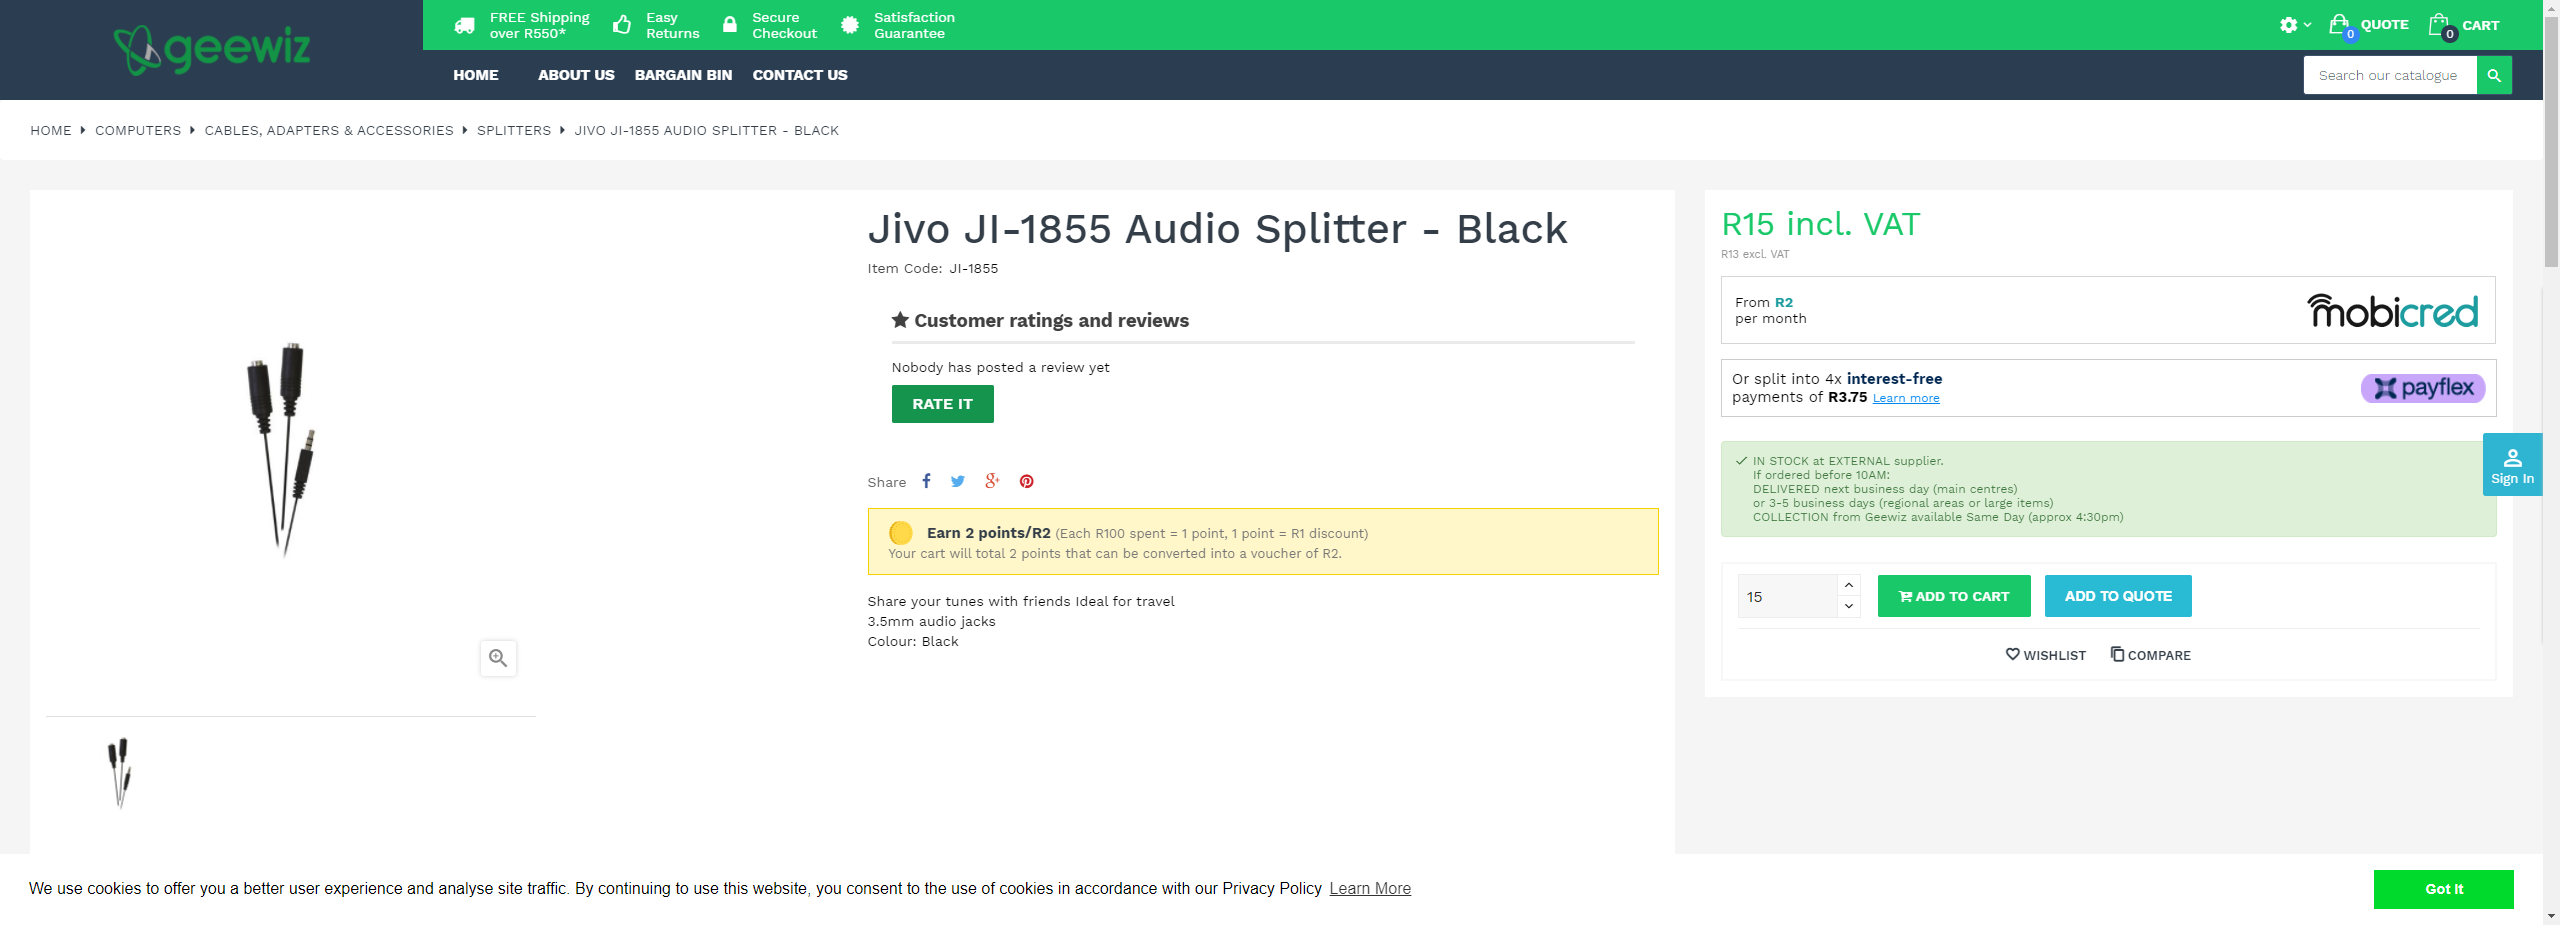 geewiz
FREE Shipping
over R550*
Easy
Returns
Secure
Checkout
Satisfaction
Guarantee
0
QUOTE
0
CART
HOME
ABOUT US
BARGAIN BIN
CONTACT US
Search our catalogue
HOME
COMPUTERS
CABLES, ADAPTERS & ACCESSORIES
SPLITTERS
JIVO JI-1855 AUDIO SPLITTER - BLACK
Jivo JI-1855 Audio Splitter - Black
Item Code: JI-1855
Customer ratings and reviews
Nobody has posted a review yet
RATE IT
Share
Earn 2 points/R2 (Each R100 spent = 1 point, 1 point = R1 discount)
Your cart will total 2 points that can be converted into a voucher of R2.
Share your tunes with friends Ideal for travel
3.5mm audio jacks
Colour: Black
R15 incl. VAT
R13 excl. VAT
From R2
per month
mobicred
Or split into 4x interest-free
payments of R3.75 Learn more
payflex
IN STOCK at EXTERNAL supplier.
If ordered before 10AM:
DELIVERED next business day (main centres)
or 3-5 business days (regional areas or large items)
COLLECTION from Geewiz available Same Day (approx 4:30pm)
Sign In
15
ADD TO CART
ADD TO QUOTE
WISHLIST
COMPARE
We use cookies to offer you a better user experience and analyse site traffic. By continuing to use this website, you consent to the use of cookies in accordance with our Privacy Policy Learn More
Got It